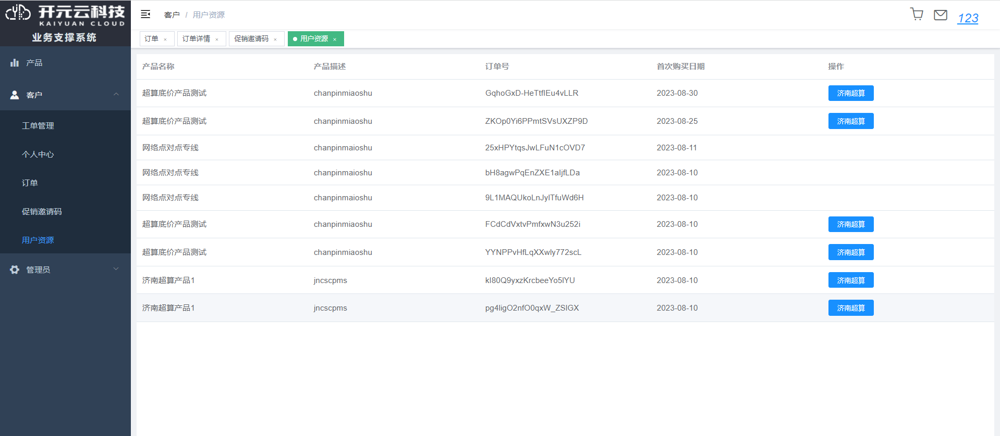 开元云科技
KAIYUAN CLOUD
业务支撑系统
产品
客户
工单管理
个人中心
订单
促销邀请码
用户资源
管理员
客户 / 用户资源
123
订单 × 订单详情 × 促销邀请码 × 用户资源 ×
产品名称 产品描述 订单号 首次购买日期 操作
超算底价产品测试 chanpinmiaoshu GqhoGxD-HeTtflEu4vLLR 2023-08-30 济南超算
超算底价产品测试 chanpinmiaoshu ZKOp0Yi6PPmtSVsUXZP9D 2023-08-25 济南超算
网络点对点专线 chanpinmaioshu 25xHPYtqsJwLFuN1cOVD7 2023-08-11
网络点对点专线 chanpinmaioshu bH8agwPqEnZXE1aIjfLDa 2023-08-10
网络点对点专线 chanpinmaioshu 9L1MAQUkoLnJylTfuWd6H 2023-08-10
超算底价产品测试 chanpinmiaoshu FCdCdVxtvPmfxwN3u252i 2023-08-10 济南超算
超算底价产品测试 chanpinmiaoshu YYNPPvHfLqXXwly772scL 2023-08-10 济南超算
济南超算产品1 jncscpms kI80Q9yxzKrcbeeYo5lYU 2023-08-10 济南超算
济南超算产品1 jncscpms pg4ligO2nfO0qxW_ZSIGX 2023-08-10 济南超算